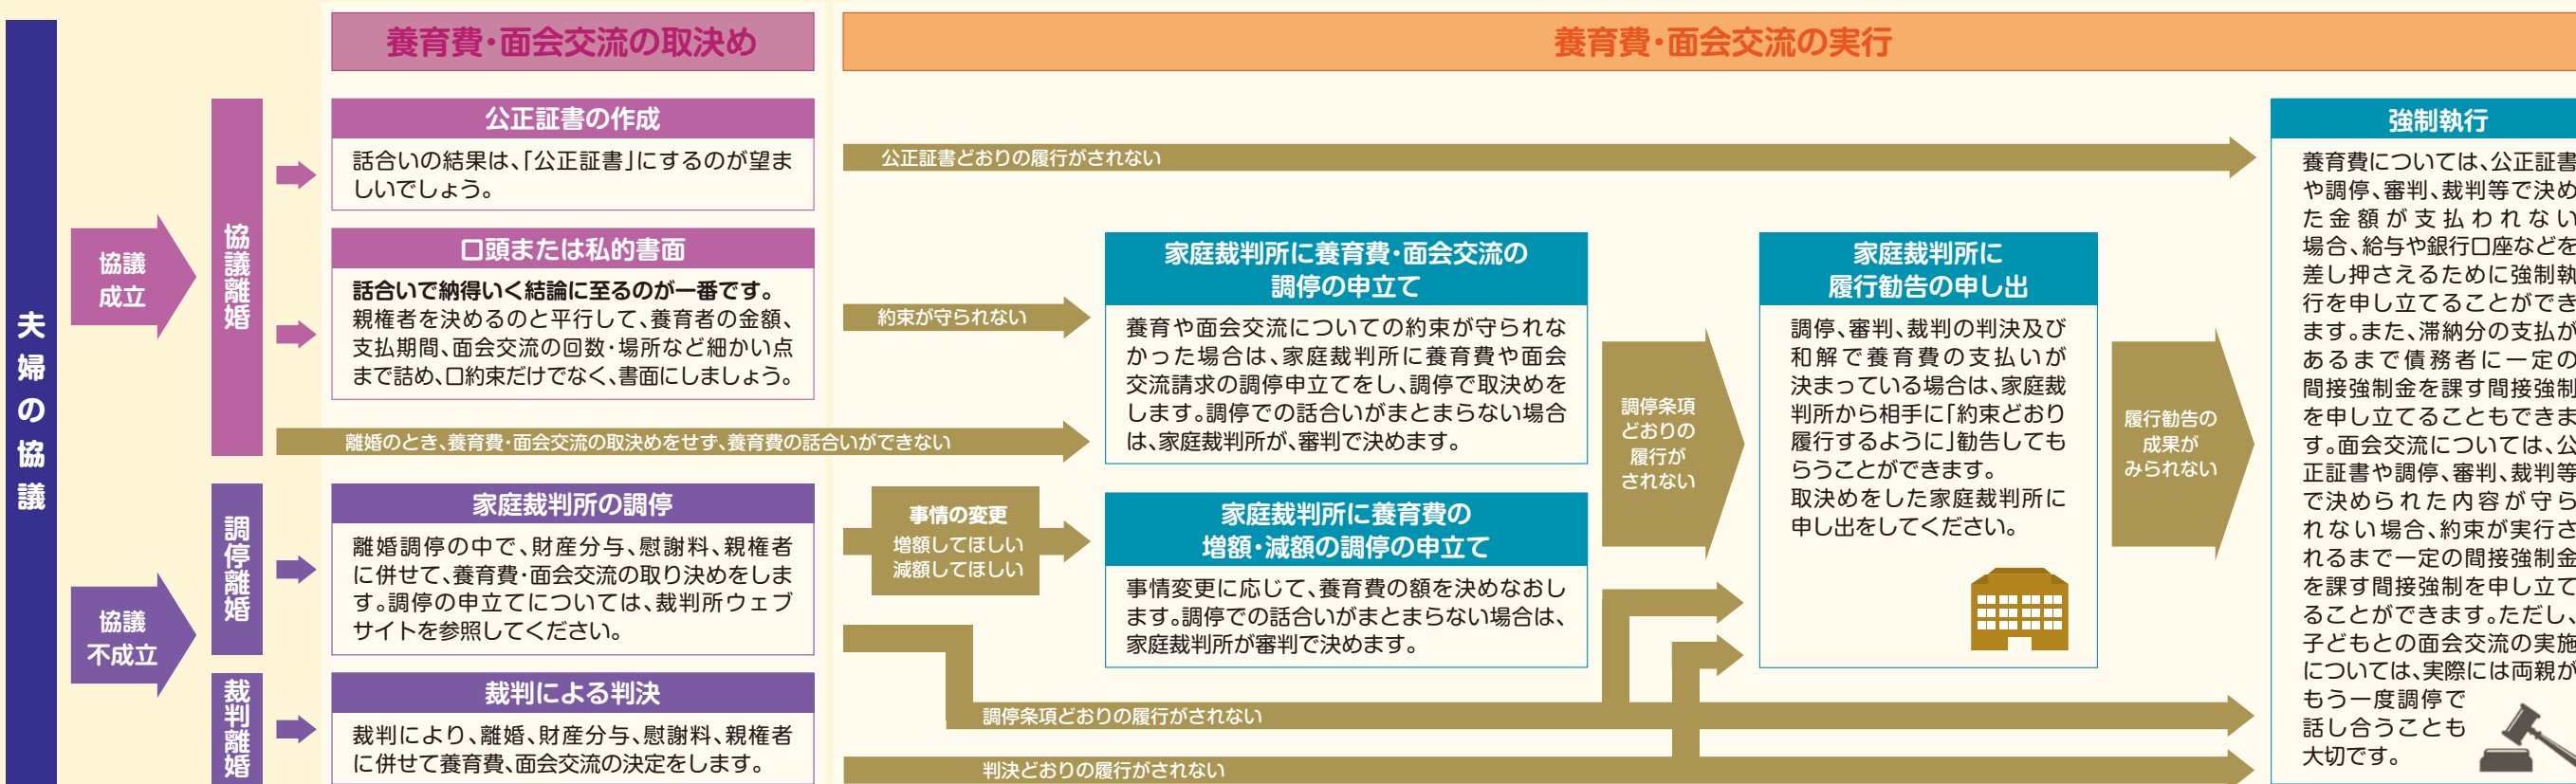 夫婦の協議
協議
成立
協議
不成立
協議離婚
調停離婚
裁判離婚
養育費・面会交流の取決め
公正証書の作成
話合いの結果は、「公正証書」にするのが望ま
しいでしょう。
口頭または私的書面
話合いで納得いく結論に至るのが一番です。
親権者を決めるのと平行して、養育者の金額、
支払期間、面会交流の回数・場所など細かい点
まで詰め、口約束だけでなく、書面にしましょう。
離婚のとき、養育費・面会交流の取決めをせず、養育費の話合いができない
家庭裁判所の調停
離婚調停の中で、財産分与、慰謝料、親権者
に併せて、養育費・面会交流の取り決めをしま
す。調停の申立てについては、裁判所ウェブ
サイトを参照してください。
裁判による判決
裁判により、離婚、財産分与、慰謝料、親権者
に併せて養育費、面会交流の決定をします。
養育費・面会交流の実行
公正証書どおりの履行がされない
約束が守られない
家庭裁判所に養育費・面会交流の
調停の申立て
養育や面会交流についての約束が守られな
かった場合は、家庭裁判所に養育費や面会
交流請求の調停申立てをし、調停で取決めを
します。調停での話合いがまとまらない場合
は、家庭裁判所が、審判で決めます。
事情の変更
増額してほしい
減額してほしい
家庭裁判所に養育費の
増額・減額の調停の申立て
事情変更に応じて、養育費の額を決めなおし
ます。調停での話合いがまとまらない場合は、
家庭裁判所が審判で決めます。
調停条項どおりの履行がされない
判決どおりの履行がされない
調停条項
どおりの
履行が
されない
家庭裁判所に
履行勧告の申し出
調停、審判、裁判の判決及び
和解で養育費の支払いが
決まっている場合は、家庭裁
判所から相手に「約束どおり
履行するように」勧告しても
らうことができます。
取決めをした家庭裁判所に
申し出をしてください。
履行勧告の
成果が
みられない
強制執行
養育費については、公正証書
や調停、審判、裁判等で決め
た金額が支払われない
場合、給与や銀行口座などを
差し押さえるために強制執
行を申し立てることができ
ます。また、滞納分の支払が
あるまで債務者に一定の
間接強制金を課す間接強制
を申し立てることもできま
す。面会交流については、公
正証書や調停、審判、裁判等
で決められた内容が守ら
れない場合、約束が実行さ
れるまで一定の間接強制金
を課す間接強制を申し立て
ることができます。ただし、
子どもとの面会交流の実施
については、実際には両親が
もう一度調停で
話し合うことも
大切です。